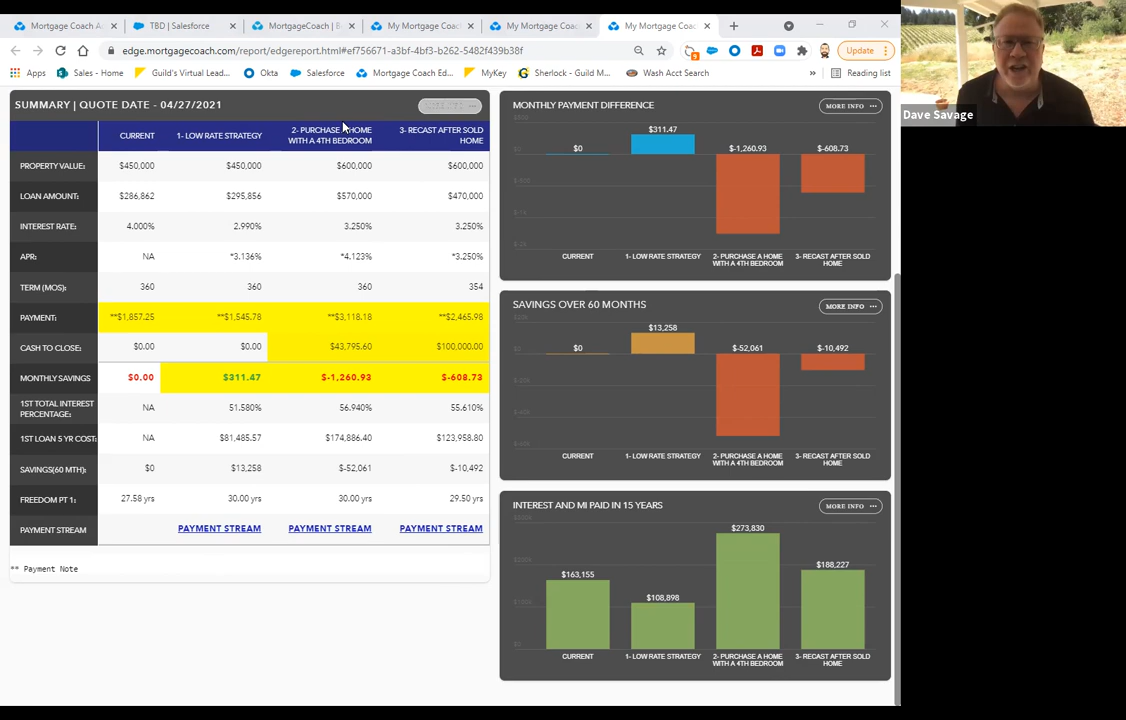 Mortgage Coach A
TBD | Salesforce
MortgageCoach | B
My Mortgage Coac
My Mortgage Coac
My Mortgage Coac
edge.mortgagecoach.com/report/edgereport.html#ef756671-a3bf-4bf3-b262-5482f439b38f
Update
Apps
Sales - Home
Guild's Virtual Lead...
Okta
Salesforce
Mortgage Coach Ed...
MyKey
Sherlock - Guild M...
Wash Acct Search
»
Reading list
Dave Savage
SUMMARY | QUOTE DATE - 04/27/2021
MORE INFO ...
CURRENT 1- LOW RATE STRATEGY 2- PURCHASE A HOME WITH A 4TH BEDROOM 3- RECAST AFTER SOLD HOME
PROPERTY VALUE: $450,000 $450,000 $600,000 $600,000
LOAN AMOUNT: $286,862 $295,856 $570,000 $470,000
INTEREST RATE: 4.000% 2.990% 3.250% 3.250%
APR: NA *3.136% *4.123% *3.250%
TERM (MOS): 360 360 360 354
PAYMENT: **$1,857.25 **$1,545.78 **$3,118.18 **$2,465.98
CASH TO CLOSE: $0.00 $0.00 $43,795.60 $100,000.00
MONTHLY SAVINGS $0.00 $311.47 $-1,260.93 $-608.73
1ST TOTAL INTEREST PERCENTAGE: NA 51.580% 56.940% 55.610%
1ST LOAN 5 YR COST: NA $81,485.57 $174,886.40 $123,958.80
SAVINGS(60 MTH): $0 $13,258 $-52,061 $-10,492
FREEDOM PT 1: 27.58 yrs 30.00 yrs 30.00 yrs 29.50 yrs
PAYMENT STREAM PAYMENT STREAM PAYMENT STREAM PAYMENT STREAM
** Payment Note
MONTHLY PAYMENT DIFFERENCE
MORE INFO ...
$0 $311.47 $-1,260.93 $-608.73
CURRENT 1- LOW RATE STRATEGY 2- PURCHASE A HOME WITH A 4TH BEDROOM 3- RECAST AFTER SOLD HOME
SAVINGS OVER 60 MONTHS
MORE INFO ...
$0 $13,258 $-52,061 $-10,492
CURRENT 1- LOW RATE STRATEGY 2- PURCHASE A HOME WITH A 4TH BEDROOM 3- RECAST AFTER SOLD HOME
INTEREST AND MI PAID IN 15 YEARS
MORE INFO ...
$163,155 $108,898 $273,830 $188,227
CURRENT 1- LOW RATE STRATEGY 2- PURCHASE A HOME WITH A 4TH BEDROOM 3- RECAST AFTER SOLD HOME